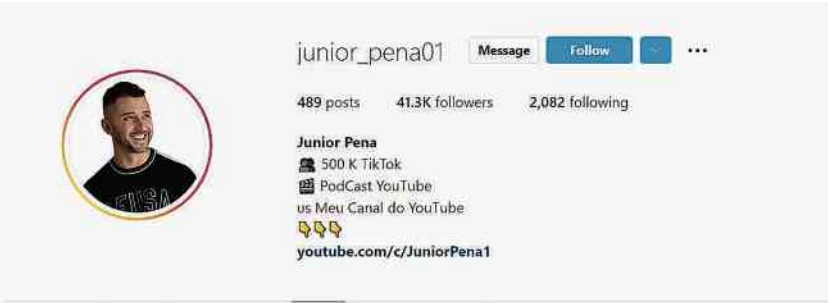 junior_pena01 Message Follow
489 posts 41.3K followers 2,082 following
Junior Pena
500 K TikTok
PodCast YouTube
us Meu Canal do YouTube
youtube.com/c/JuniorPena1